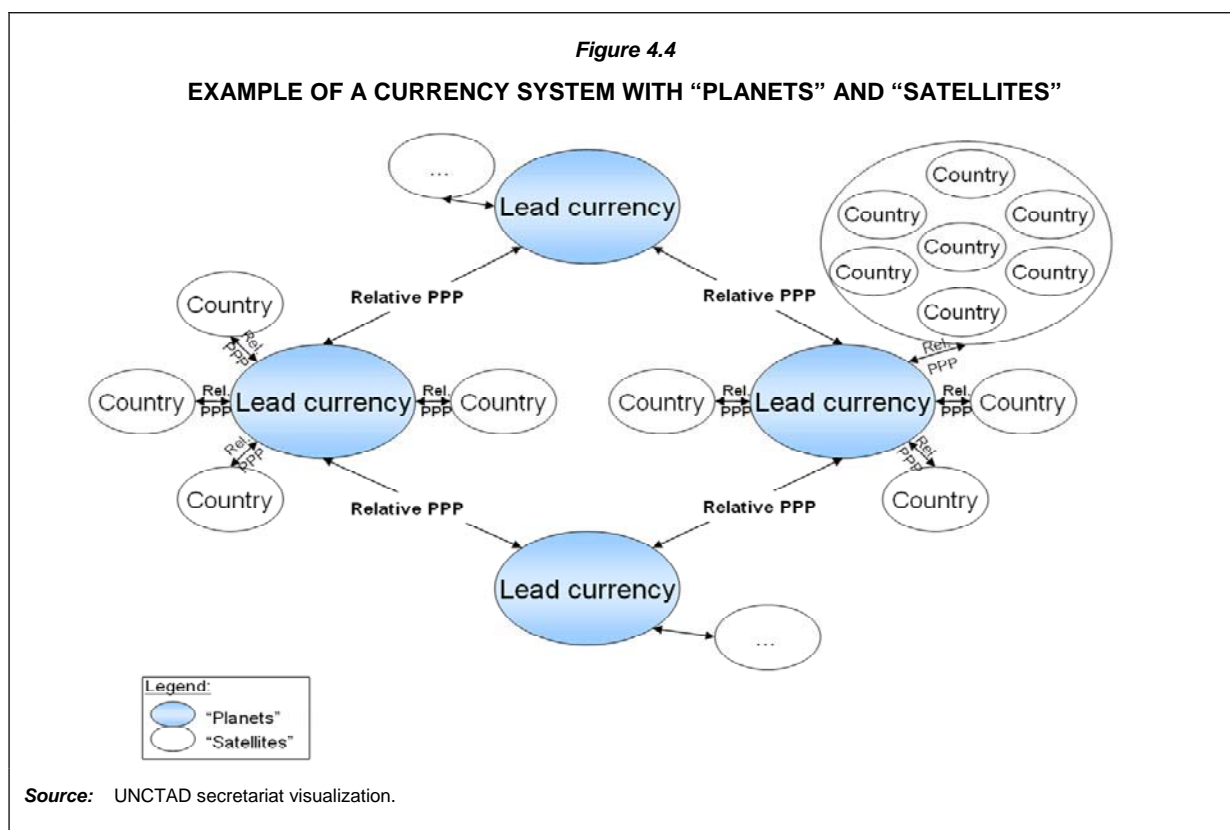 Figure 4.4
EXAMPLE OF A CURRENCY SYSTEM WITH “PLANETS” AND “SATELLITES”
...
Lead currency
Country
Country
Country
Country
Country
Country
Country
Relative PPP
Relative PPP
Country
Rel.
PPP
Rel.
PPP
Country
Rel.
PPP
Lead currency
Rel.
PPP
Country
Country
Rel.
PPP
Lead currency
Rel.
PPP
Country
Rel.
PPP
Country
Rel.
PPP
Country
Relative PPP
Relative PPP
Lead currency
...
Legend:
“Planets”
“Satellites”
Source: UNCTAD secretariat visualization.